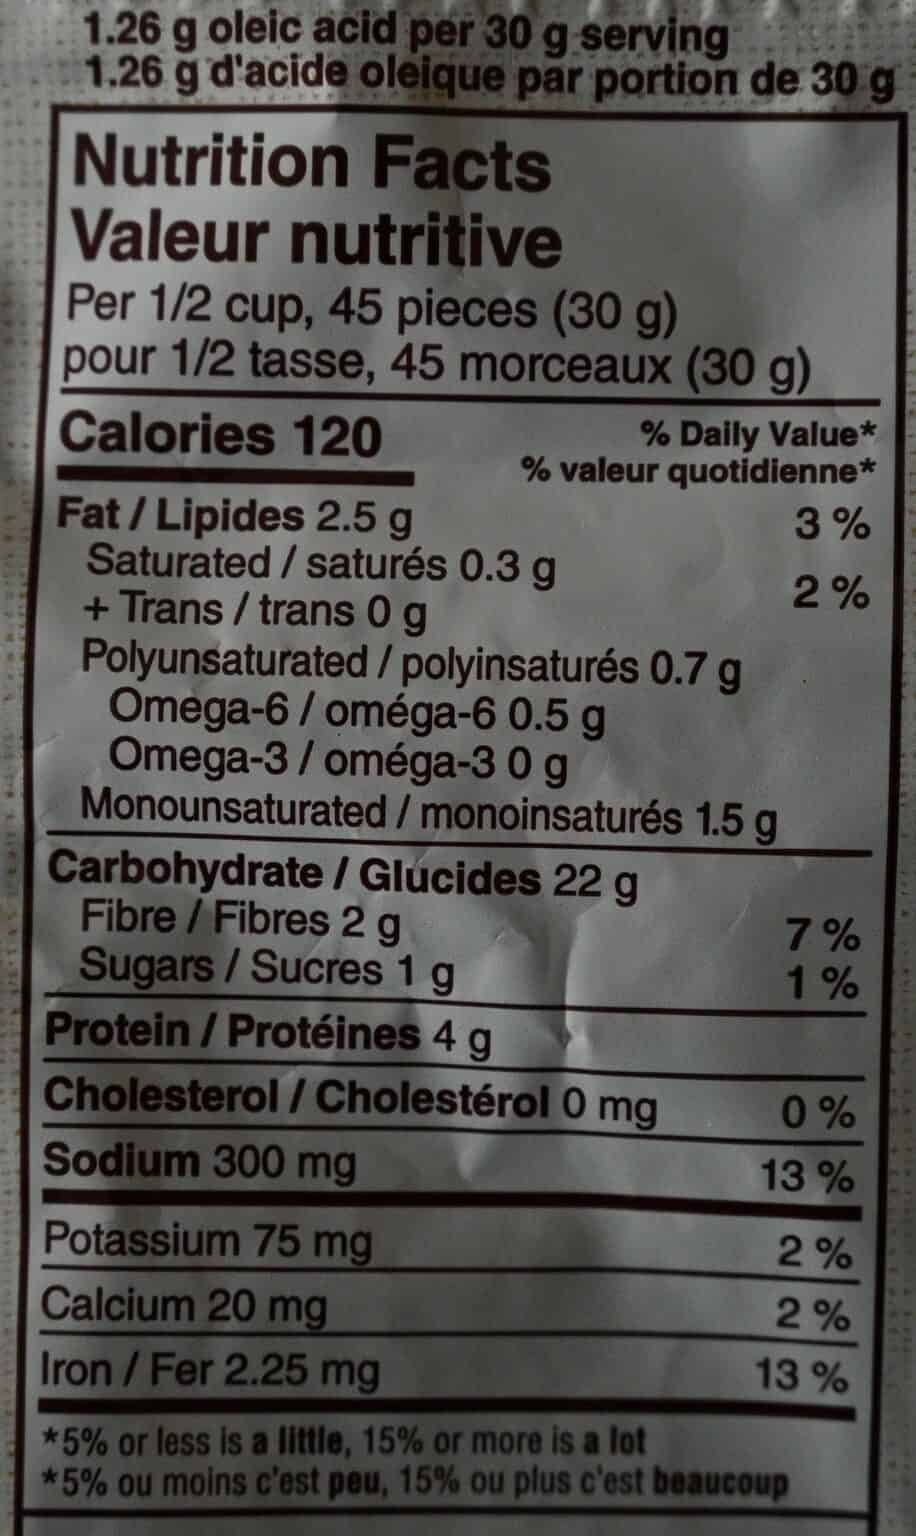 1.26 g oleic acid per 30 g serving
1.26 g d'acide oleique par portion de 30 g
Nutrition Facts
Valeur nutritive
Per 1/2 cup, 45 pieces (30 g)
pour 1/2 tasse, 45 morceaux (30 g)
Calories 120
% Daily Value*
% valeur quotidienne*
Fat / Lipides 2.5 g 3 %
Saturated / saturés 0.3 g
+ Trans / trans 0 g 2 %
Polyunsaturated / polyinsaturés 0.7 g
Omega-6 / oméga-6 0.5 g
Omega-3 / oméga-3 0 g
Monounsaturated / monoinsaturés 1.5 g
Carbohydrate / Glucides 22 g
Fibre / Fibres 2 g 7 %
Sugars / Sucres 1 g 1 %
Protein / Protéines 4 g
Cholesterol / Cholestérol 0 mg 0 %
Sodium 300 mg 13 %
Potassium 75 mg 2 %
Calcium 20 mg 2 %
Iron / Fer 2.25 mg 13 %
*5% or less is a little, 15% or more is a lot
*5% ou moins c'est peu, 15% ou plus c'est beaucoup